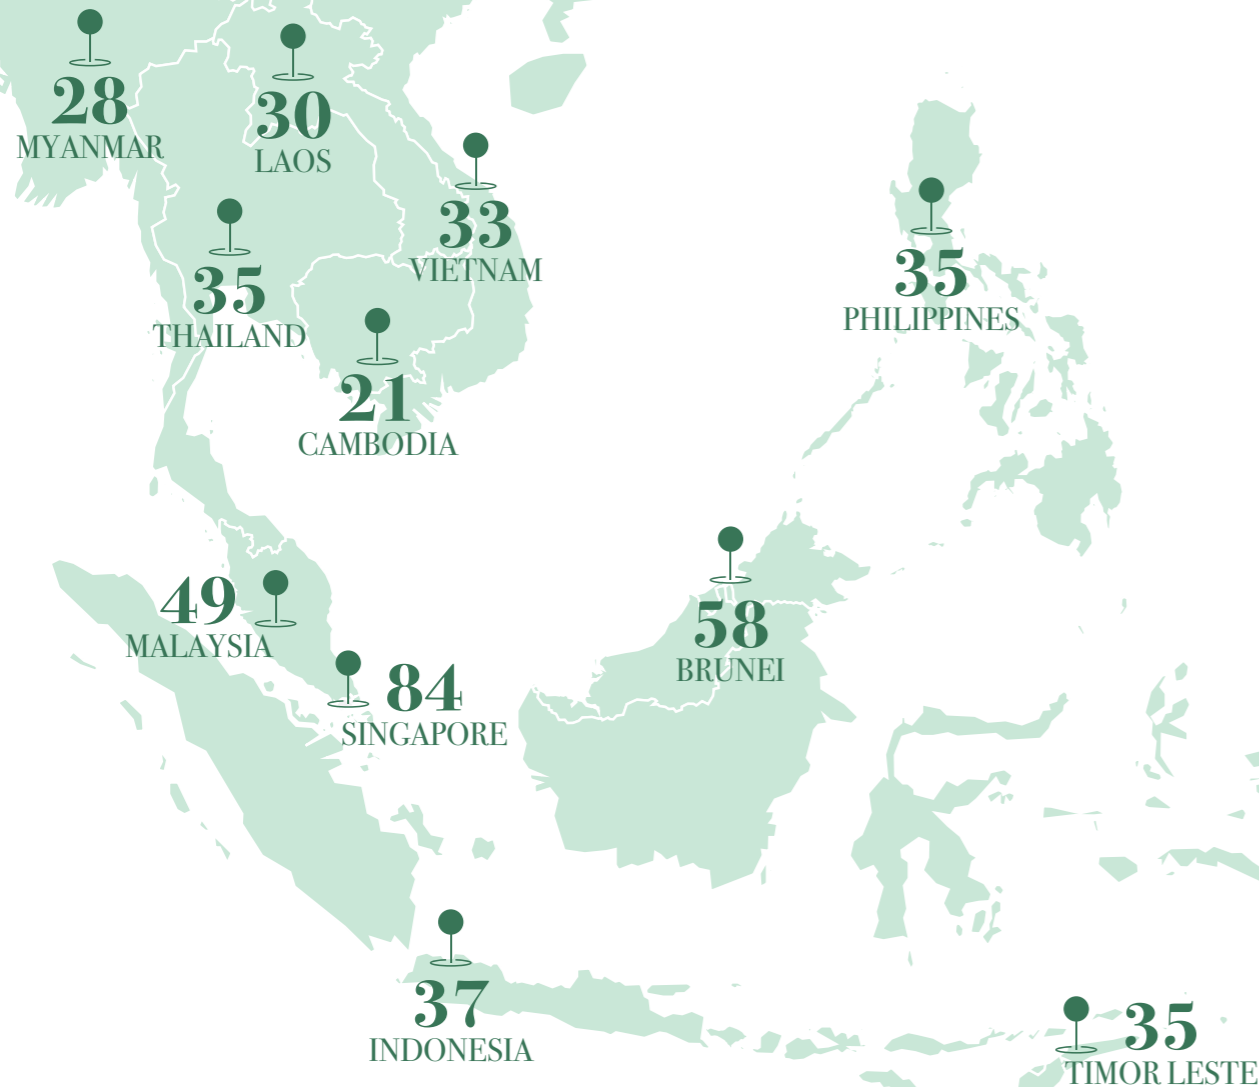 28
MYANMAR
30
LAOS
33
VIETNAM
35
THAILAND
35
PHILIPPINES
21
CAMBODIA
49
MALAYSIA
58
BRUNEI
84
SINGAPORE
37
INDONESIA
35
TIMOR LESTE